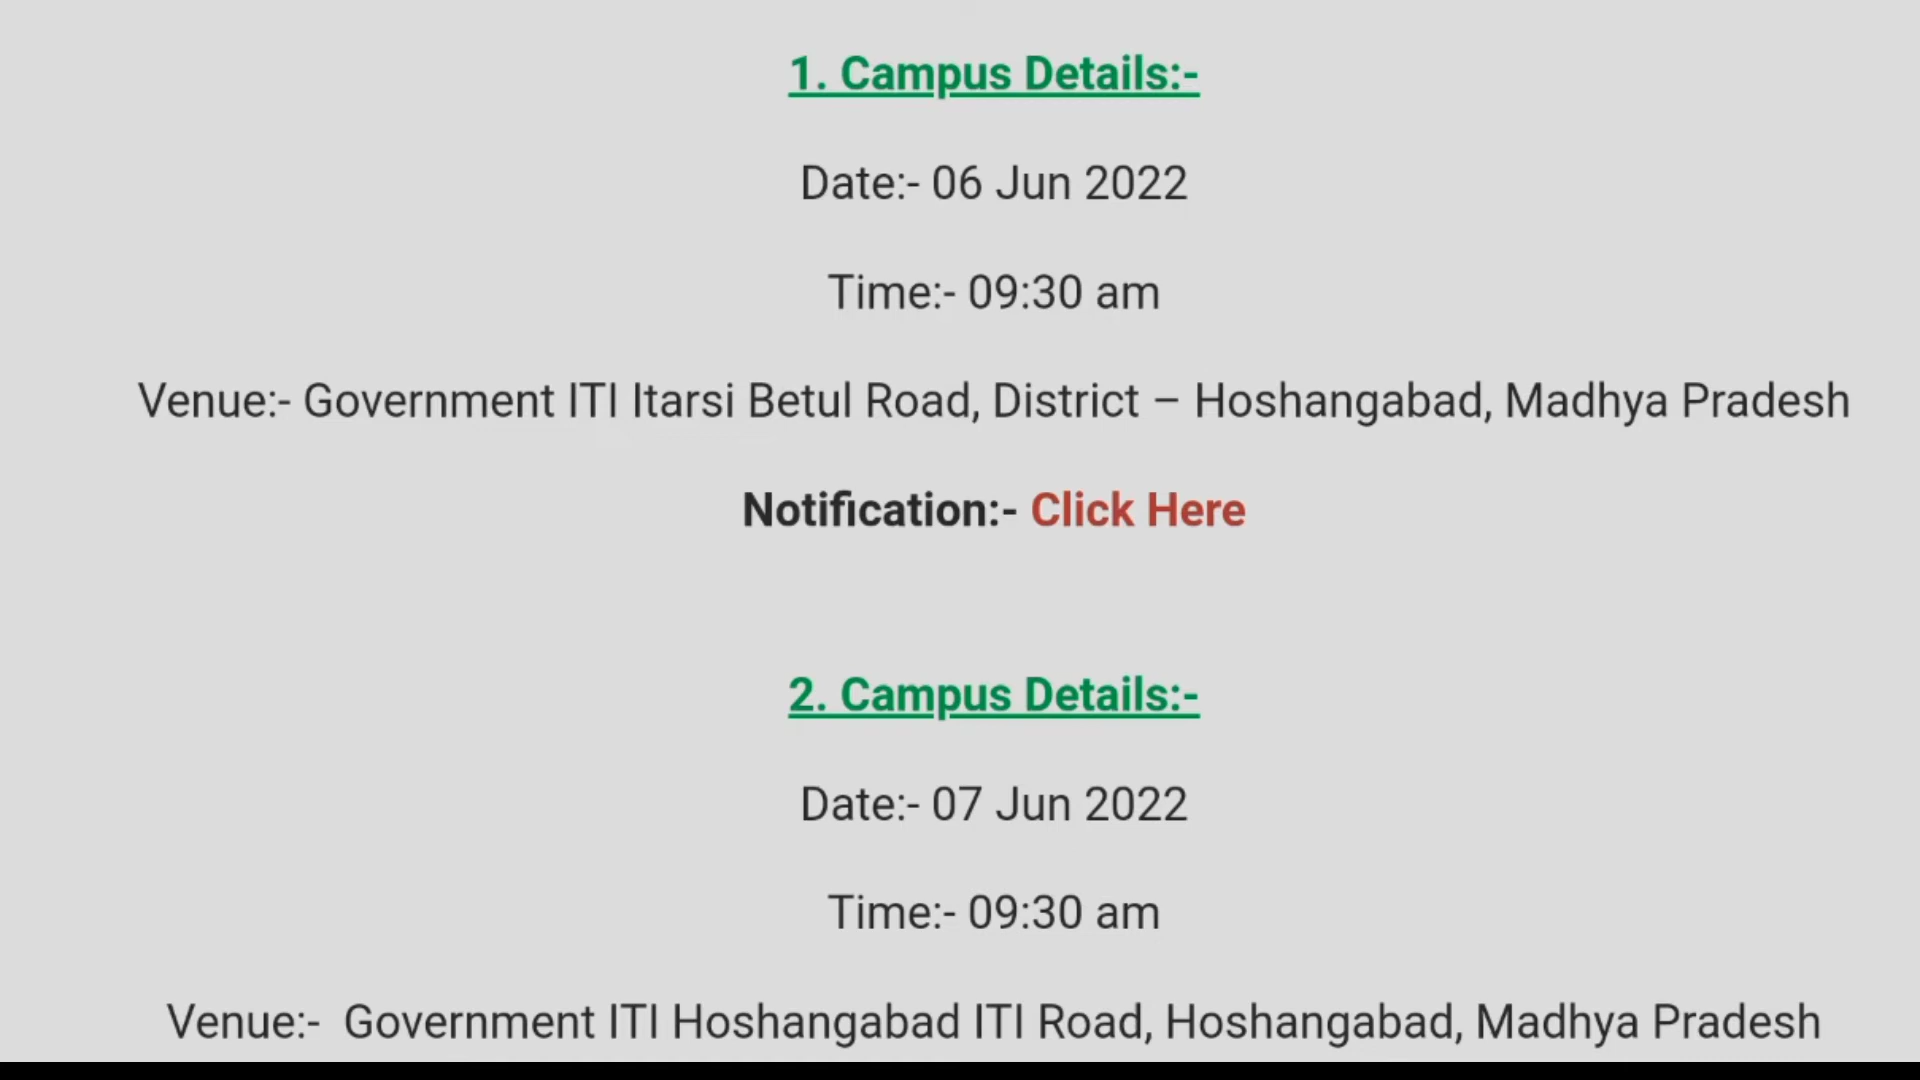 1. Campus Details:-
Date:- 06 Jun 2022
Time:- 09:30 am
Venue:- Government ITI Itarsi Betul Road, District – Hoshangabad, Madhya Pradesh
Notification:- Click Here
2. Campus Details:-
Date:- 07 Jun 2022
Time:- 09:30 am
Venue:- Government ITI Hoshangabad ITI Road, Hoshangabad, Madhya Pradesh